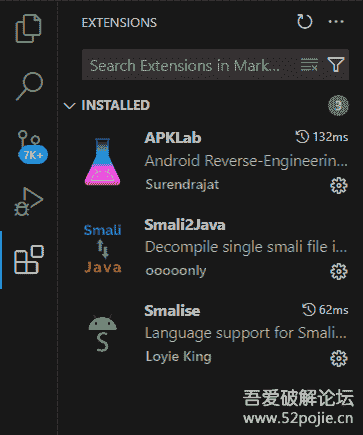 EXTENSIONS
Search Extensions in Mark...
INSTALLED
3
APKLab
132ms
Android Reverse-Engineerin...
Surendrajat
7K+
Smali
Java
Smali2Java
Decompile single smali file i...
ooooonly
Smalise
62ms
Language support for Smali...
Loyie King
S
吾爱破解论坛
www.52pojie.cn